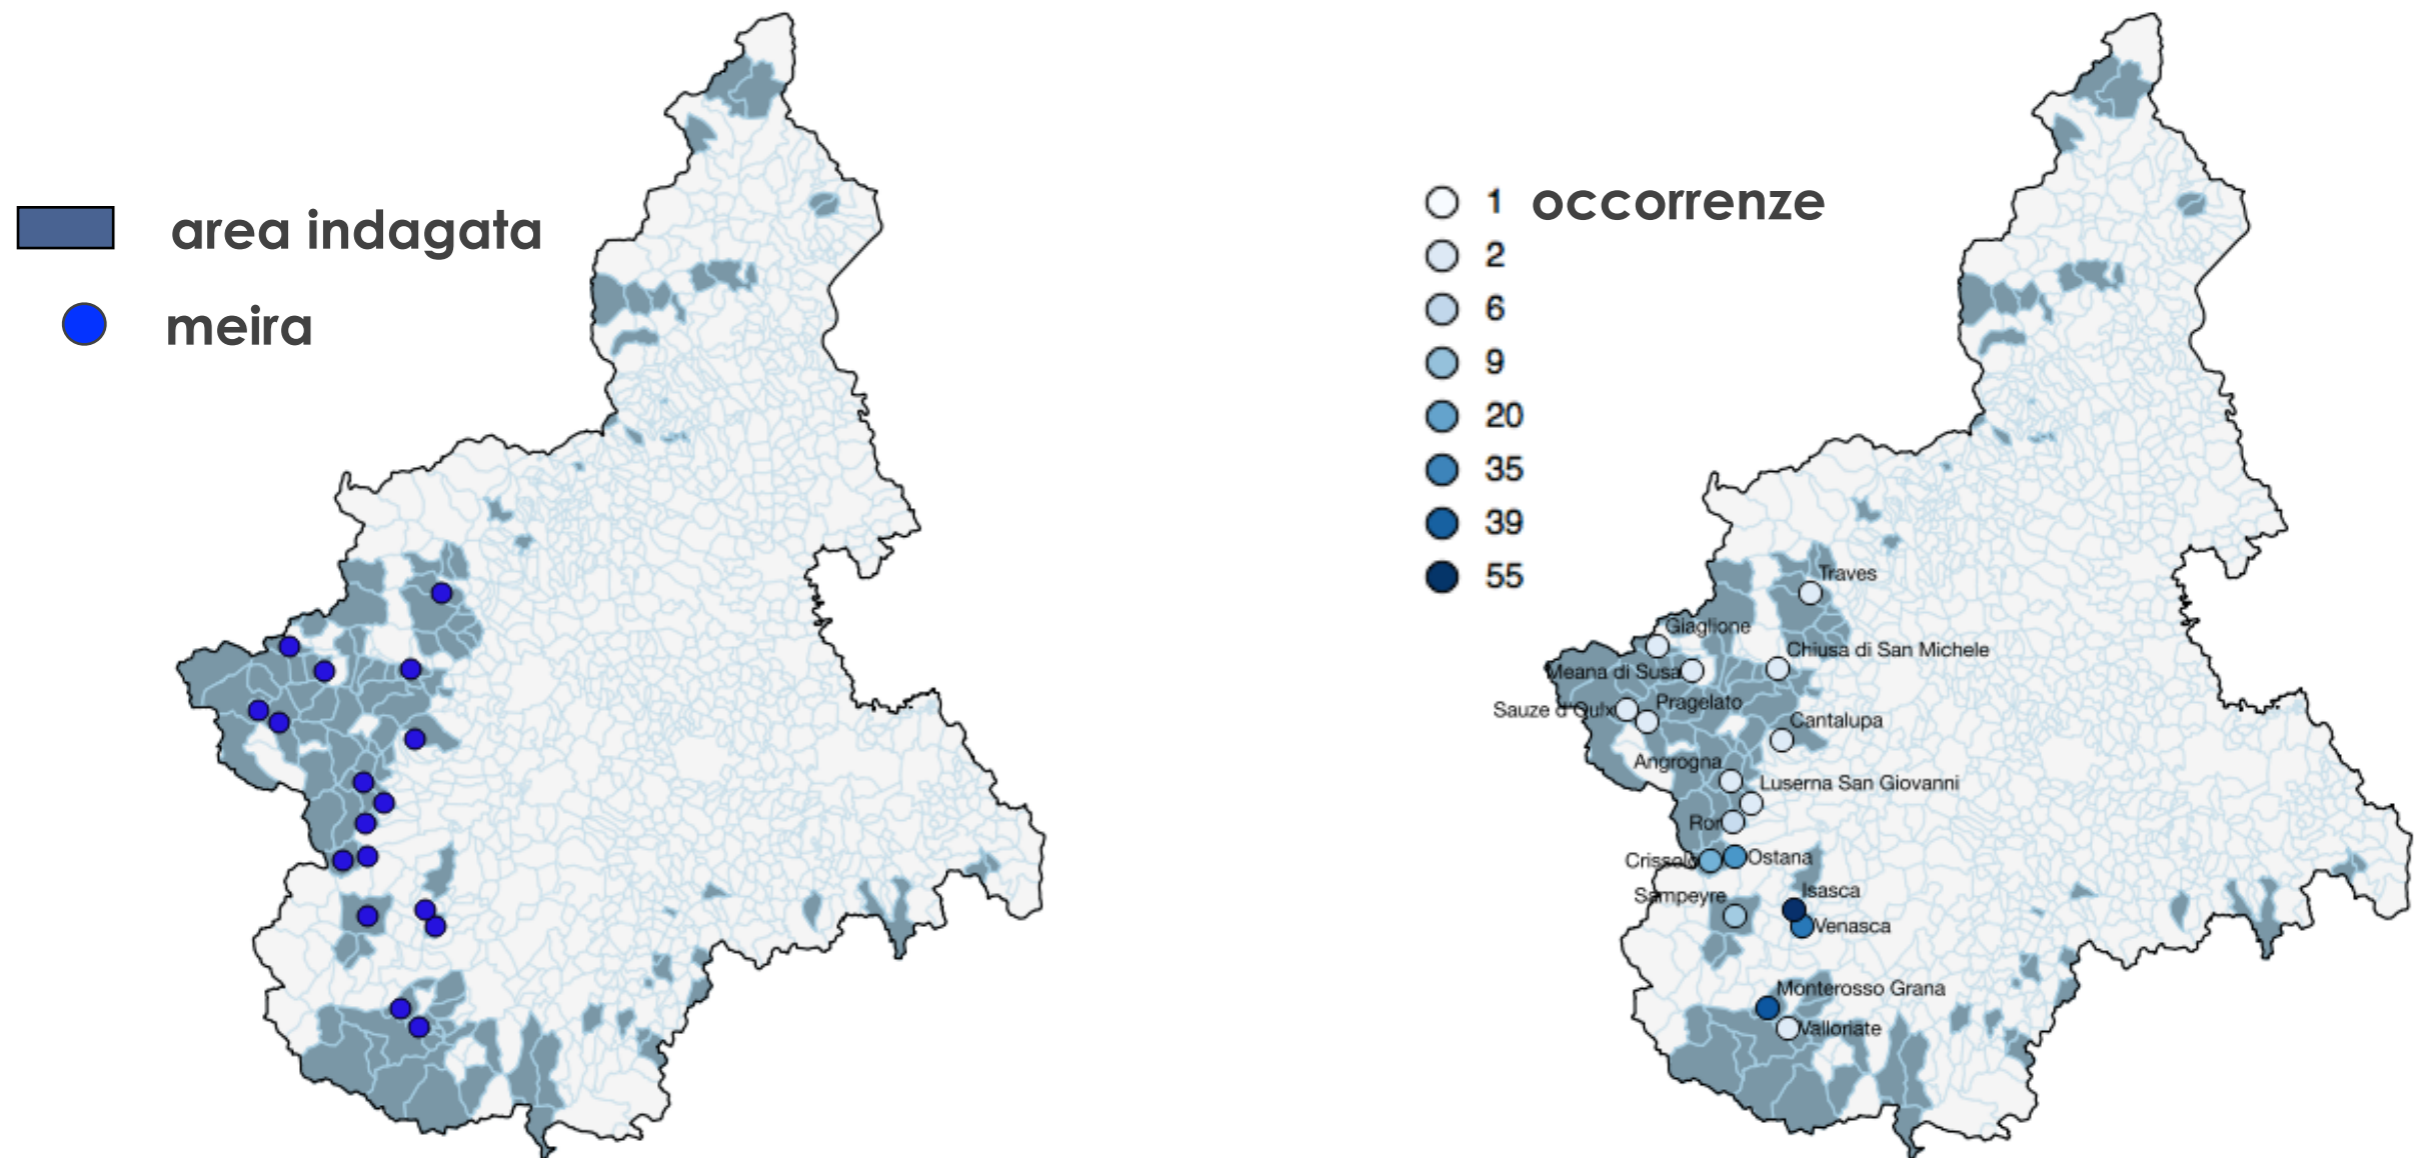 area indagata
meira
1 occorrenze
2
6
9
20
35
39
55
Traves
Giaglione
Chiusa di San Michele
Meana di Susa
Pragelato
Sauze d'Oulx
Cantalupa
Angrogna
Luserna San Giovanni
Rorà
Ostana
Crissolo
Isasca
Sampeyre
Venasca
Monterosso Grana
Valloriate